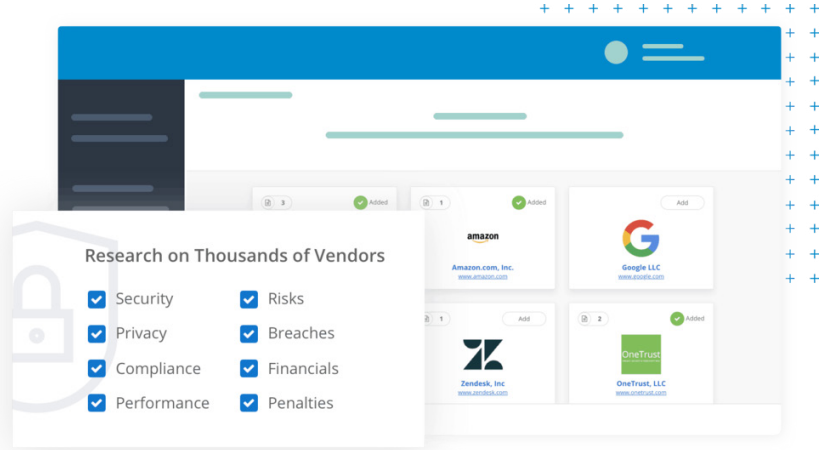 3
Added
1
Added
Add
amazon
Amazon.com, Inc.
www.amazon.com
Google LLC
www.google.com
Research on Thousands of Vendors
Security
Risks
Privacy
Breaches
Compliance
Financials
Performance
Penalties
1
Add
2
Added
Zendesk, Inc
www.zendesk.com
OneTrust
OneTrust, LLC
www.onetrust.com